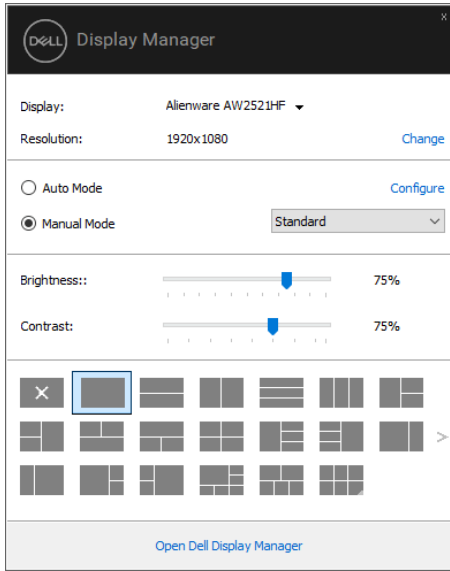 DELL Display Manager
x
Display: Alienware AW2521HF
Resolution: 1920x1080 Change
Auto Mode Configure
Manual Mode Standard
Brightness:: 75%
Contrast: 75%
Open Dell Display Manager